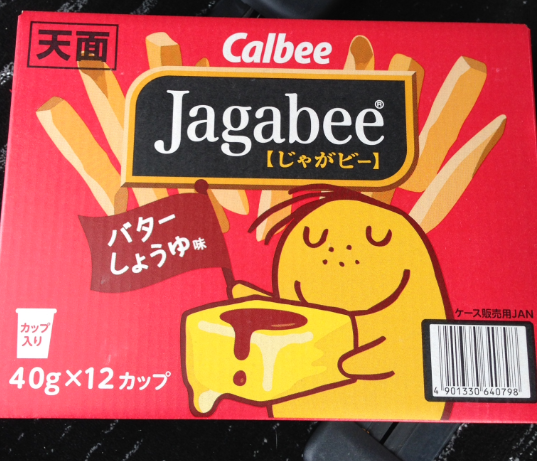 天面
Calbee
Jagabee®
【じゃがビー】
バター
しょうゆ味
カップ
入り
40g×12カップ
ケース販売用JAN
4 901330 640798